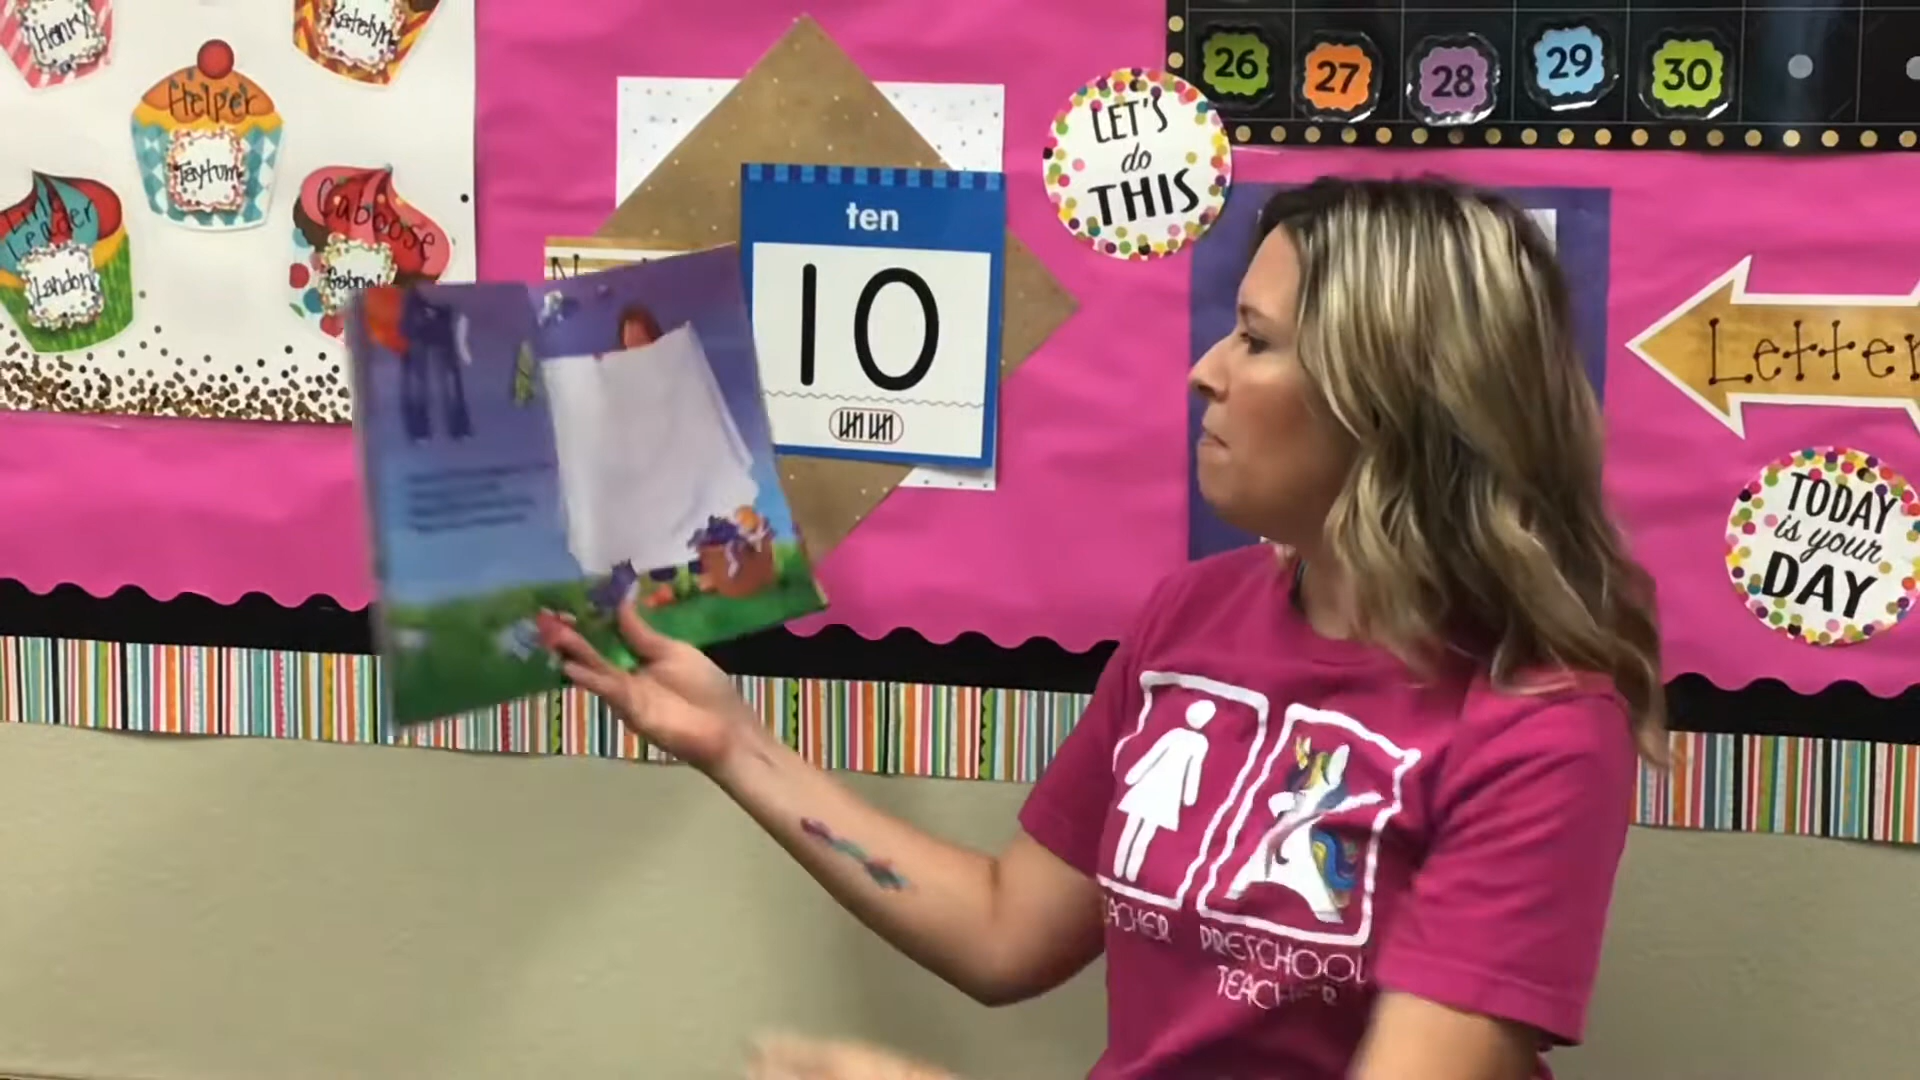 Henry
Katelyn
Helper
Taytum
Line
Leader
Landon
Caboose
ten
10
LET'S
do
THIS
26 27 28 29 30
Letter
TODAY
is your
DAY
PRESCHOOL
TEACHER